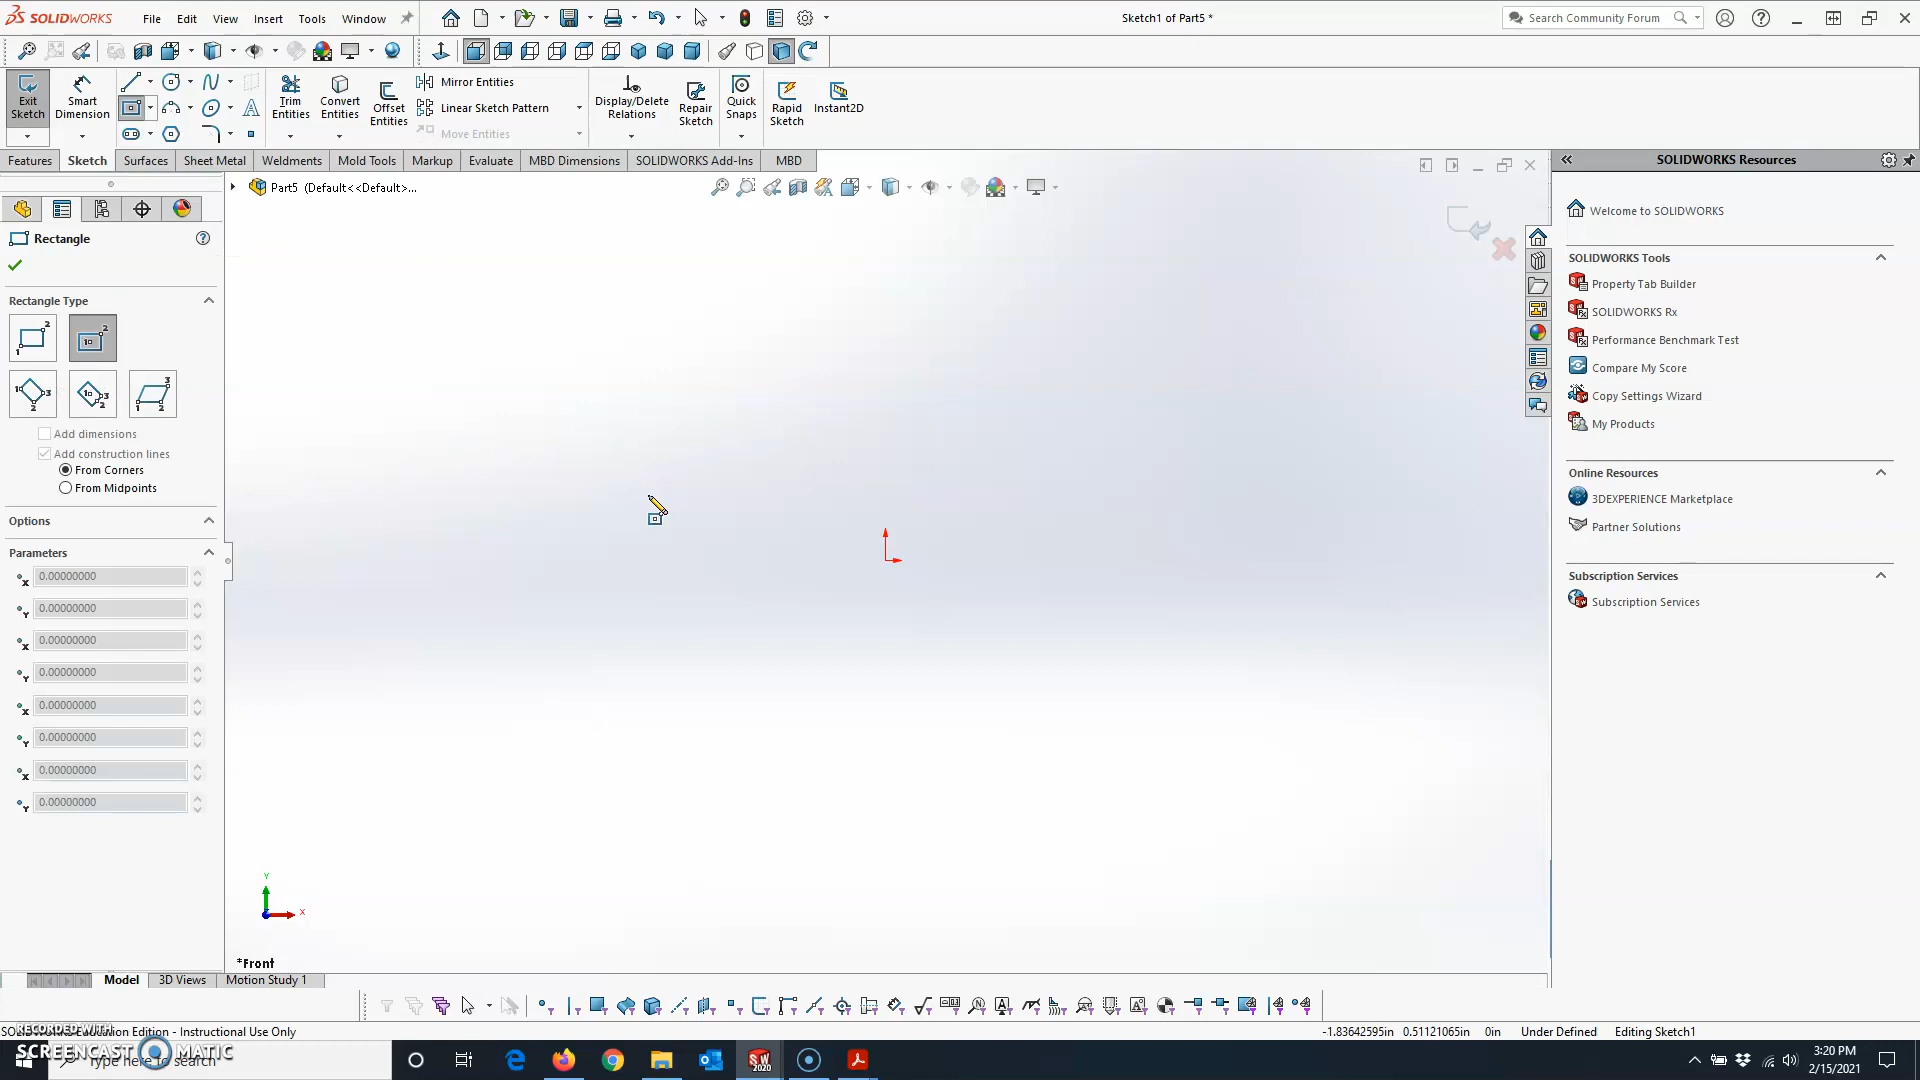 SOLIDWORKS File Edit View Insert Tools Window Sketch1 of Part5 * Search Community Forum
Exit Sketch
Smart Dimension
Trim Entities
Convert Entities
Offset Entities
Mirror Entities
Linear Sketch Pattern
Move Entities
Display/Delete Relations
Repair Sketch
Quick Snaps
Rapid Sketch
Instant2D
Features Sketch Surfaces Sheet Metal Weldments Mold Tools Markup Evaluate MBD Dimensions SOLIDWORKS Add-Ins MBD
Part5 (Default<<Default>...
Rectangle
Rectangle Type
Add dimensions
Add construction lines
From Corners
From Midpoints
Options
Parameters
0.00000000
0.00000000
0.00000000
0.00000000
0.00000000
0.00000000
0.00000000
0.00000000
Y
X
*Front
SOLIDWORKS Resources
Welcome to SOLIDWORKS
SOLIDWORKS Tools
Property Tab Builder
SOLIDWORKS Rx
Performance Benchmark Test
Compare My Score
Copy Settings Wizard
My Products
Online Resources
3DEXPERIENCE Marketplace
Partner Solutions
Subscription Services
Subscription Services
Model 3D Views Motion Study 1
SOLIDWORKS Education Edition - Instructional Use Only
-1.83642595in 0.51121065in 0in Under Defined Editing Sketch1
RECORDED WITH
SCREENCAST MATIC
Type here to search
SW 2020
3:20 PM
2/15/2021